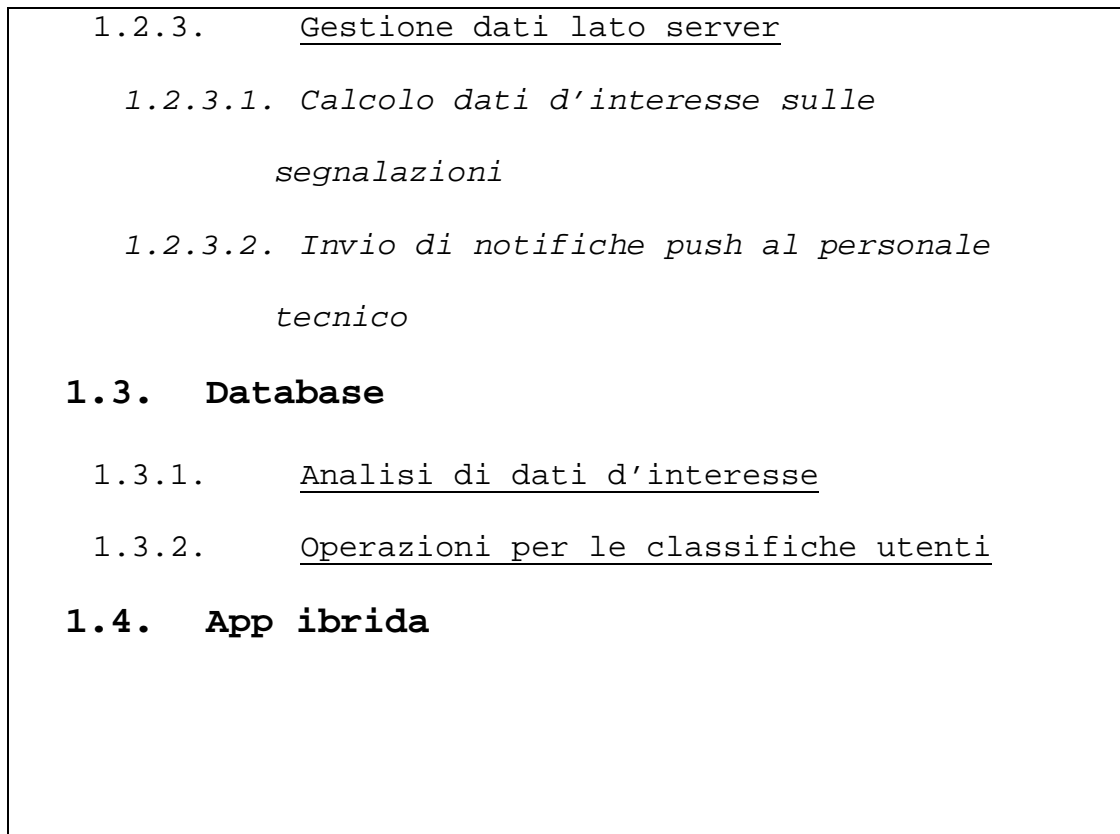 1.2.3. Gestione dati lato server
1.2.3.1. Calcolo dati d’interesse sulle
segnalazioni
1.2.3.2. Invio di notifiche push al personale
tecnico
1.3. Database
1.3.1. Analisi di dati d’interesse
1.3.2. Operazioni per le classifiche utenti
1.4. App ibrida